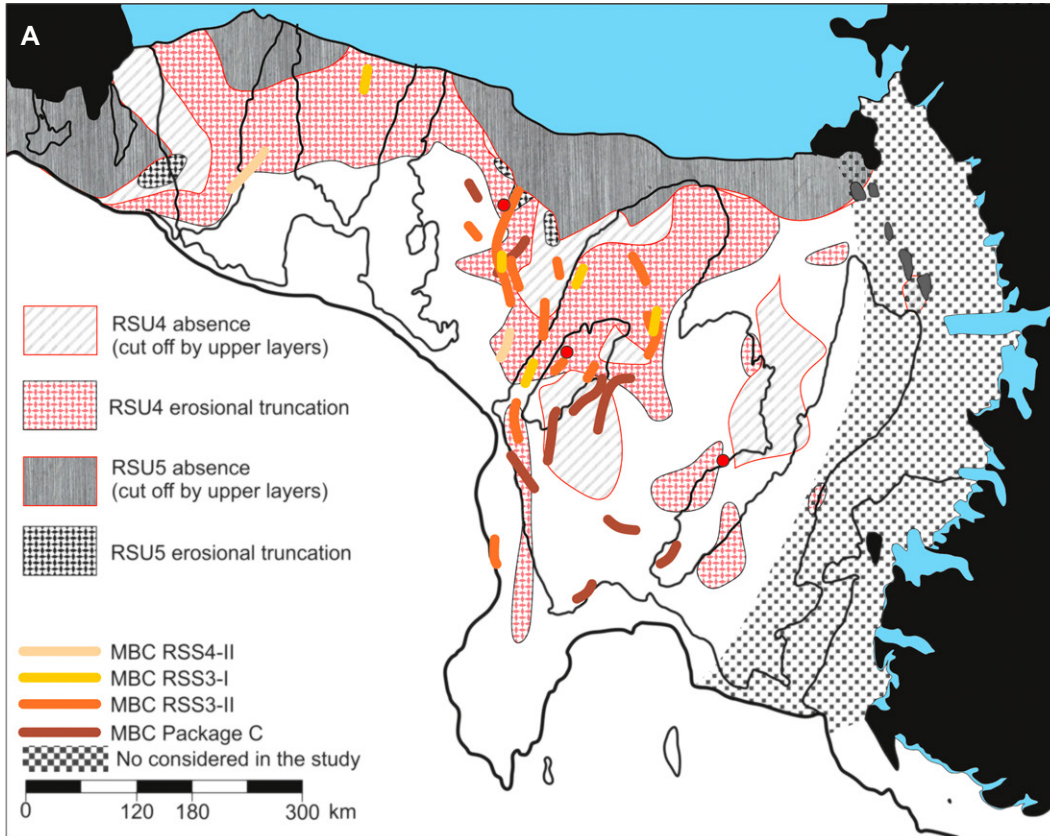 A
RSU4 absence
(cut off by upper layers)
RSU4 erosional truncation
RSU5 absence
(cut off by upper layers)
RSU5 erosional truncation
MBC RSS4-II
MBC RSS3-I
MBC RSS3-II
MBC Package C
No considered in the study
0 120 180 300 km